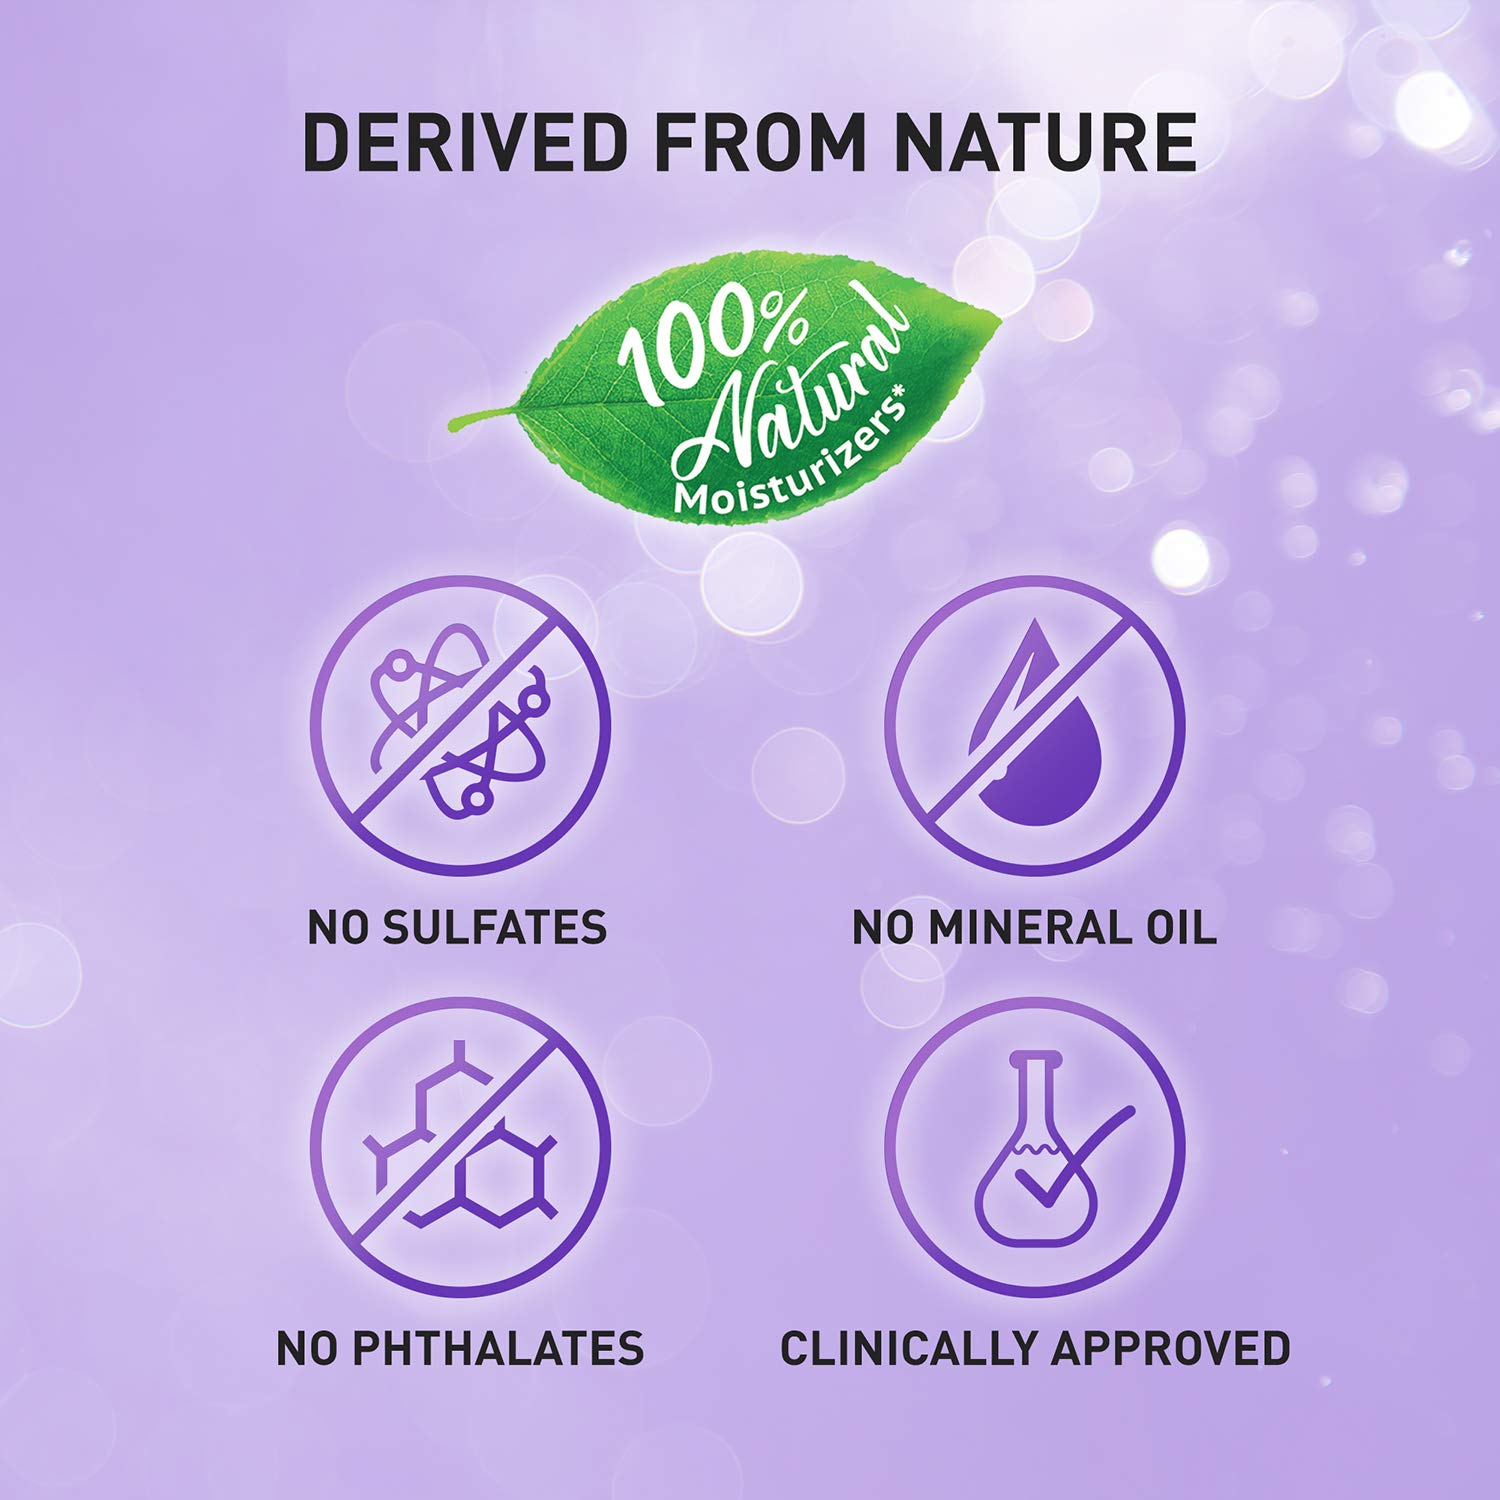 DERIVED FROM NATURE
100%
Natural
Moisturizers*
NO SULFATES
NO MINERAL OIL
NO PHTHALATES
CLINICALLY APPROVED